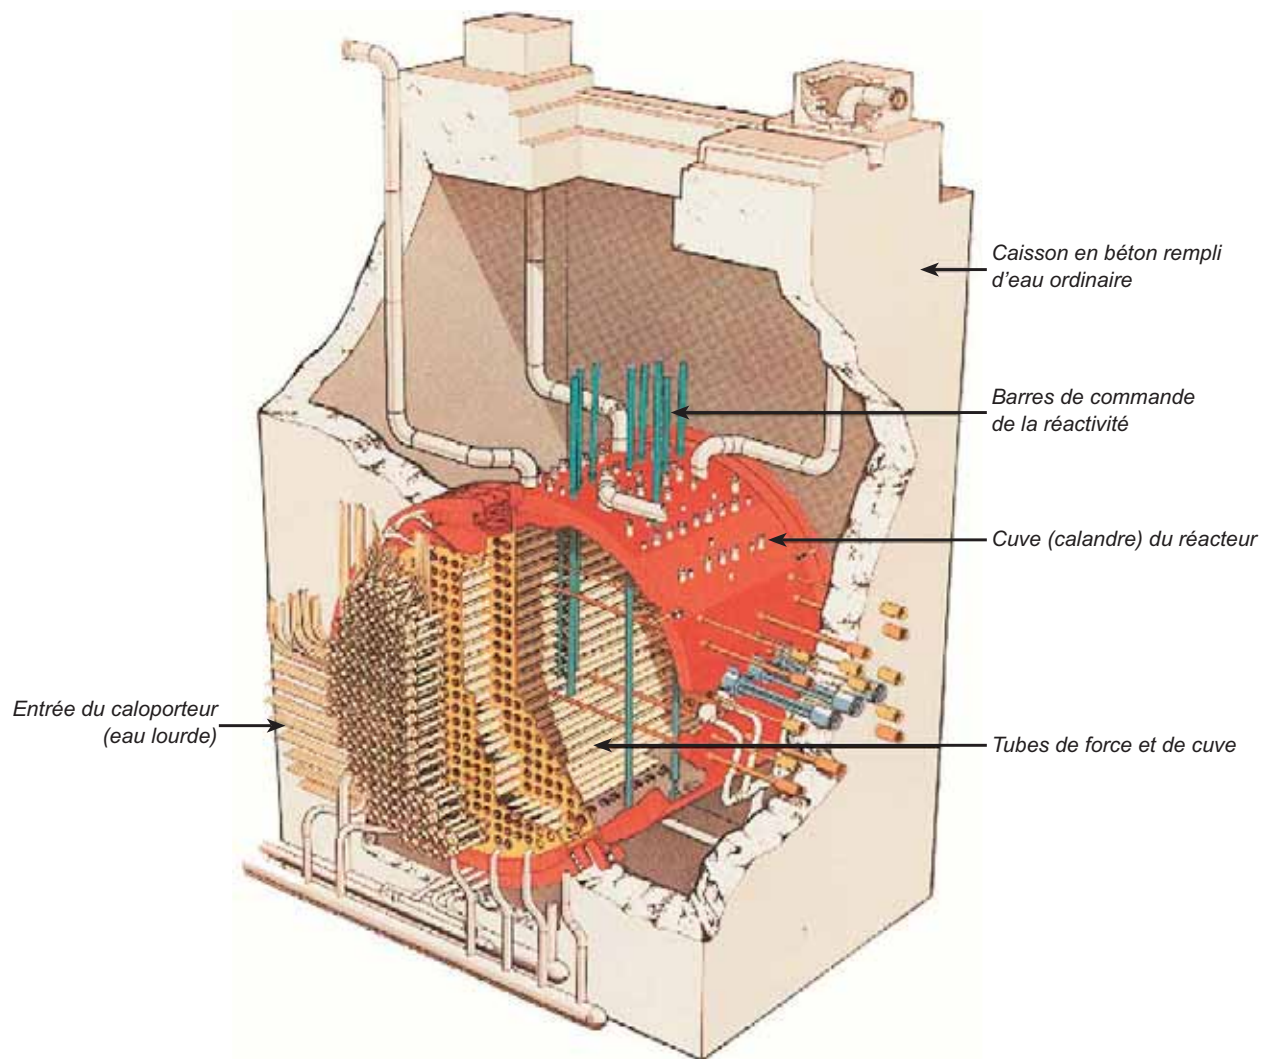 Caisson en béton rempli
d'eau ordinaire
Barres de commande
de la réactivité
Cuve (calandre) du réacteur
Entrée du caloporteur
(eau lourde)
Tubes de force et de cuve